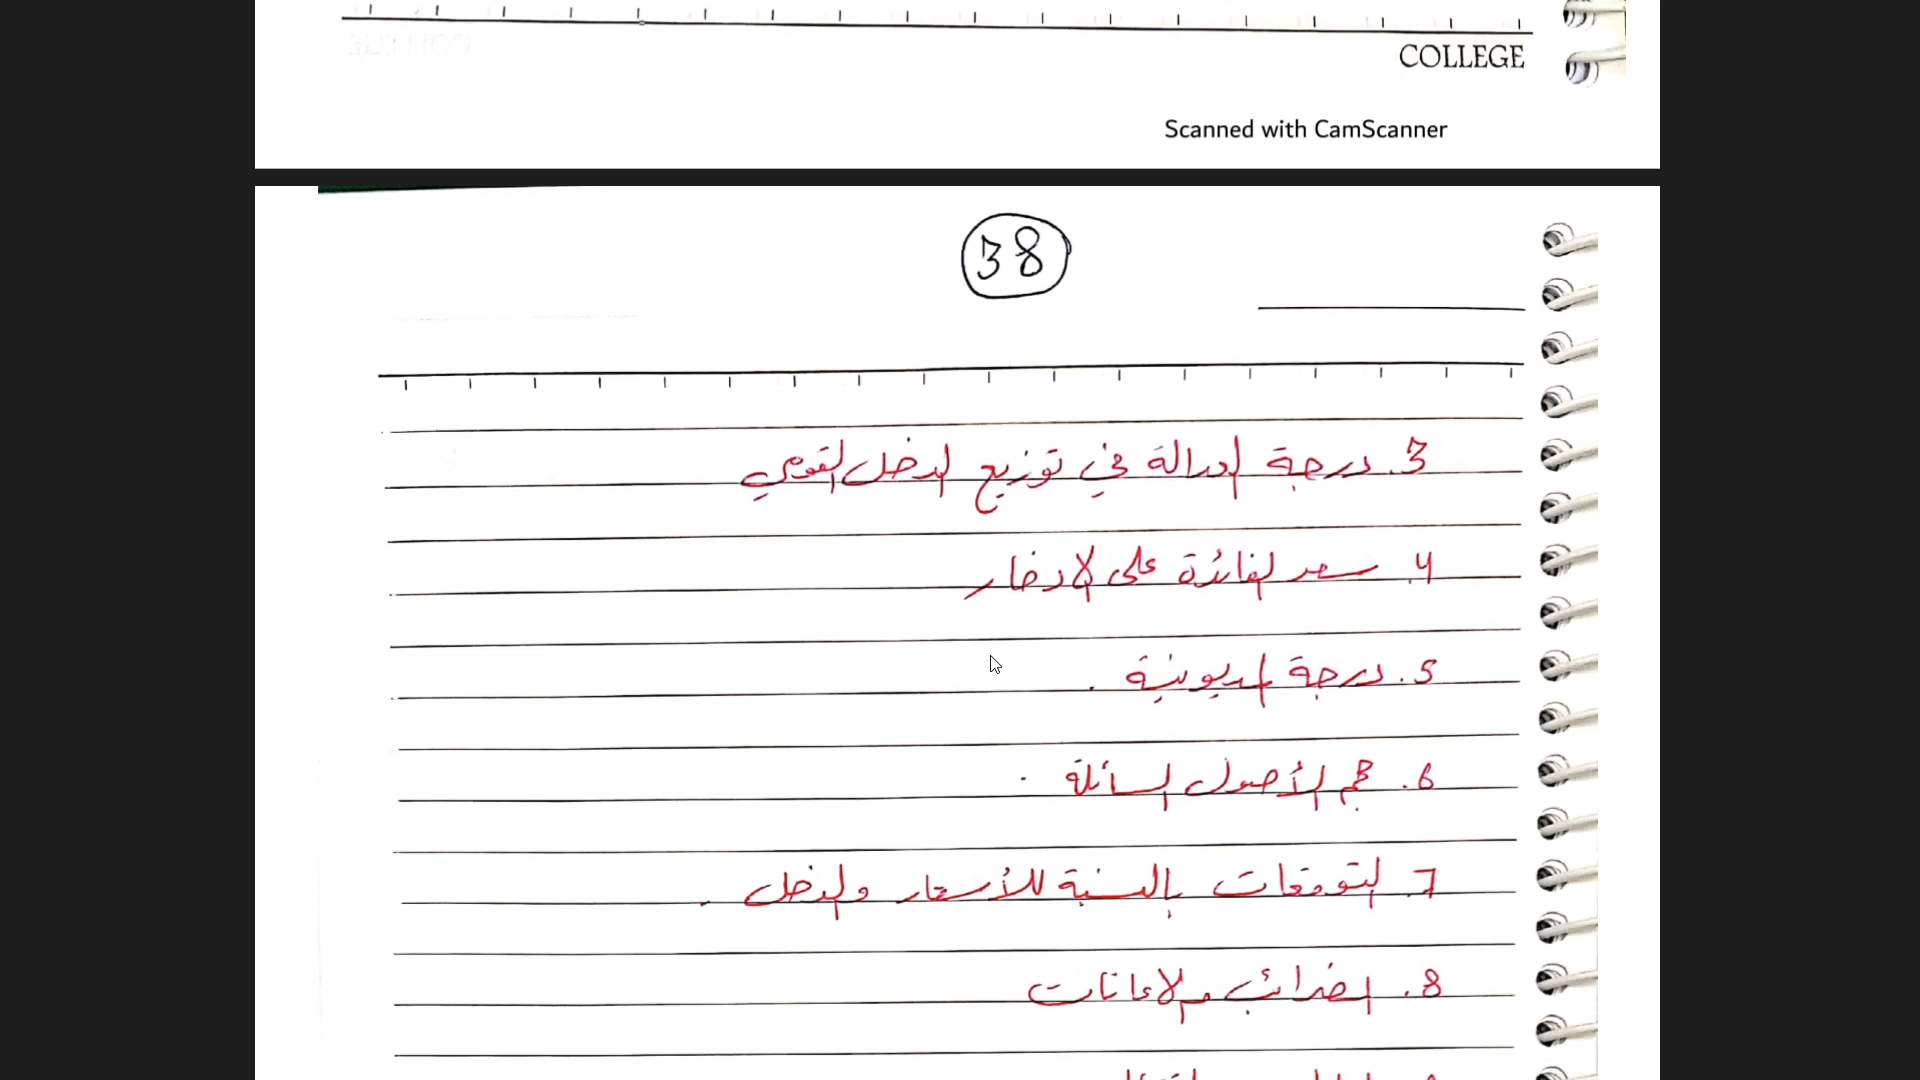 COLLEGE
Scanned with CamScanner
38
3. درجة العدالة في توزيع الدخل القومي
4. سعر الفائدة على الادخار
5. درجة المديونية .
6. حجم الأصول السائلة .
7. التوقعات بالنسبة للأسعار والدخل .
8. الضرائب والاعانات